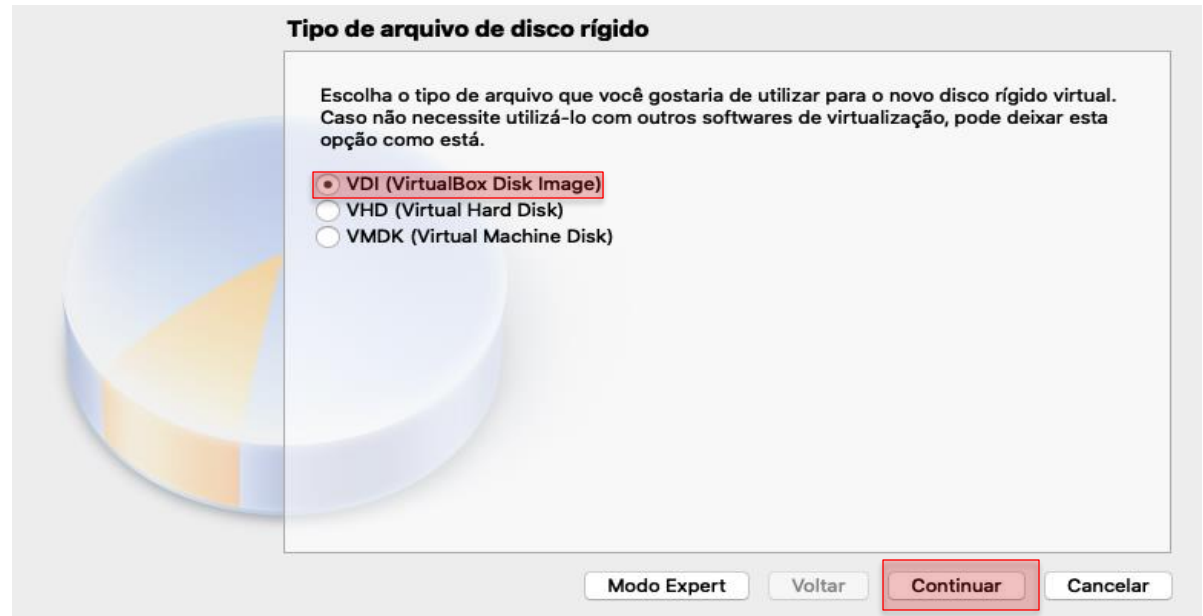 Tipo de arquivo de disco rígido
Escolha o tipo de arquivo que você gostaria de utilizar para o novo disco rígido virtual.
Caso não necessite utilizá-lo com outros softwares de virtualização, pode deixar esta
opção como está.
VDI (VirtualBox Disk Image)
VHD (Virtual Hard Disk)
VMDK (Virtual Machine Disk)
Modo Expert Voltar Continuar Cancelar